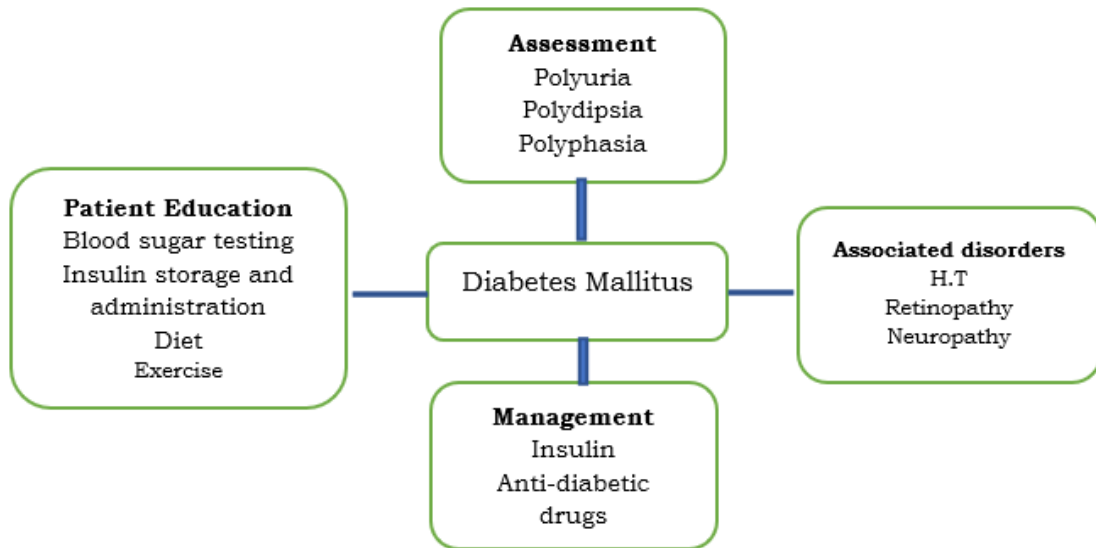 Assessment
Polyuria
Polydipsia
Polyphasia
Patient Education
Blood sugar testing
Insulin storage and
administration
Diet
Exercise
Diabetes Mallitus
Associated disorders
H.T
Retinopathy
Neuropathy
Management
Insulin
Anti-diabetic
drugs